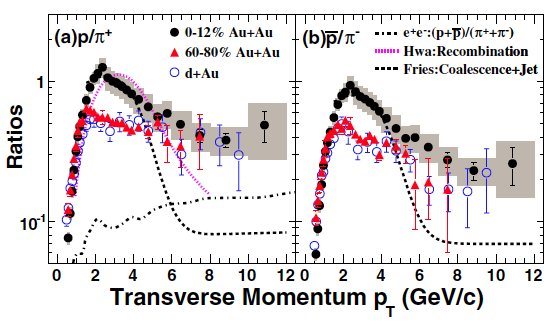 (a)p/π⁺
0-12% Au+Au
60-80% Au+Au
d+Au
(b)p̅/π⁻
e+e-:(p+p̅)/(π⁺+π⁻)
Hwa:Recombination
Fries:Coalescence+Jet
Ratios
1
10⁻¹
0 2 4 6 8 10 12 0 2 4 6 8 10 12
Transverse Momentum p_T (GeV/c)